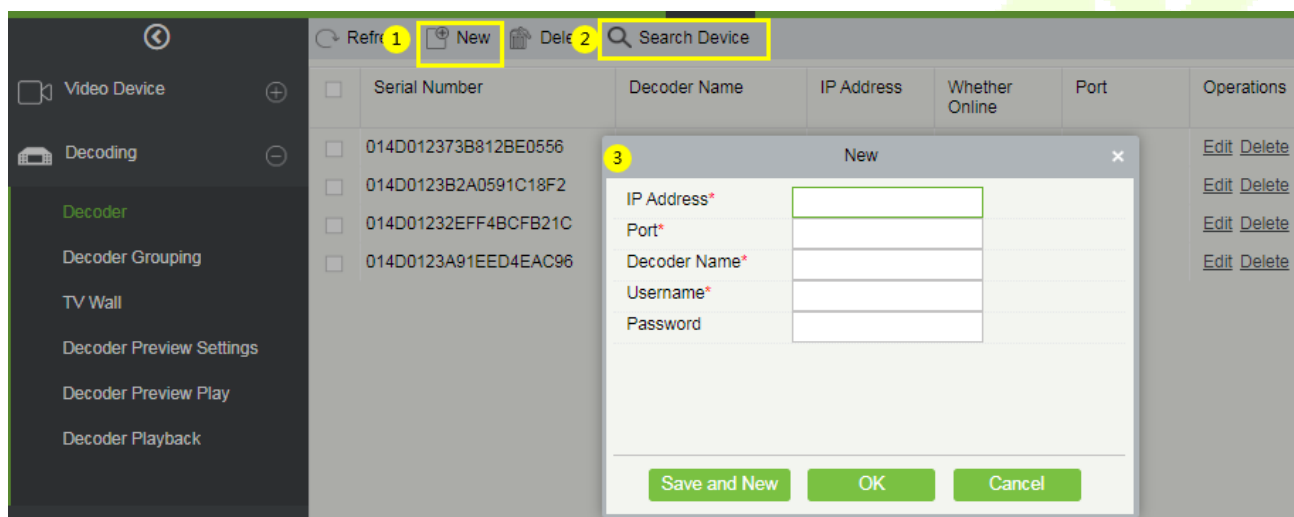 Refre 1 New Dele 2 Search Device
Video Device
Decoding
Decoder
Decoder Grouping
TV Wall
Decoder Preview Settings
Decoder Preview Play
Decoder Playback
Serial Number Decoder Name IP Address Whether Online Port Operations
014D012373B812BE0556 Edit Delete
014D0123B2A0591C18F2 Edit Delete
014D01232EFF4BCFB21C Edit Delete
014D0123A91EED4EAC96 Edit Delete
3 New ×
IP Address*
Port*
Decoder Name*
Username*
Password
Save and New OK Cancel